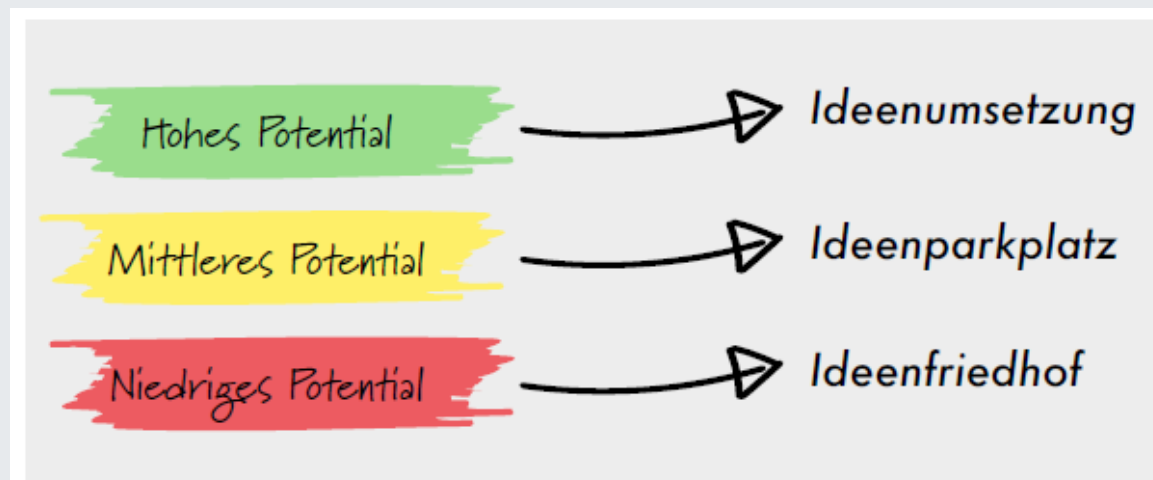 Hohes Potential
Ideenumsetzung
Mittleres Potential
Ideenparkplatz
Niedriges Potential
Ideenfriedhof